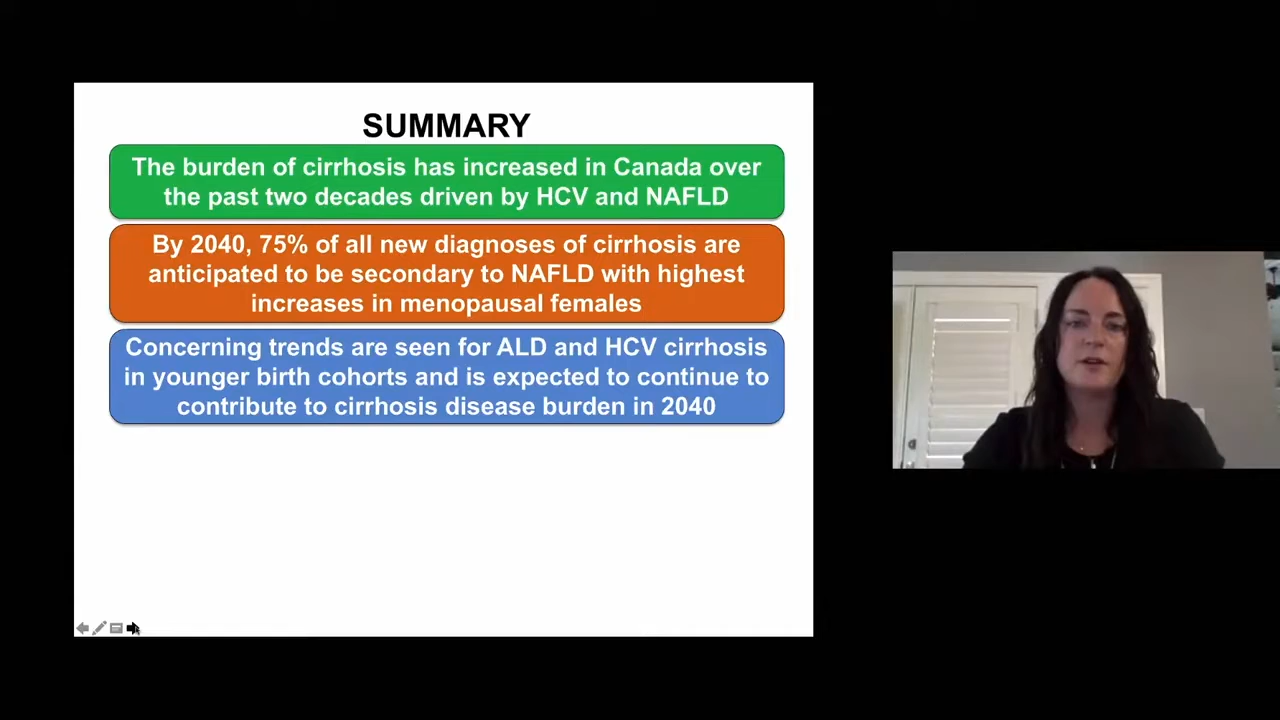 SUMMARY
The burden of cirrhosis has increased in Canada over
the past two decades driven by HCV and NAFLD
By 2040, 75% of all new diagnoses of cirrhosis are
anticipated to be secondary to NAFLD with highest
increases in menopausal females
Concerning trends are seen for ALD and HCV cirrhosis
in younger birth cohorts and is expected to continue to
contribute to cirrhosis disease burden in 2040